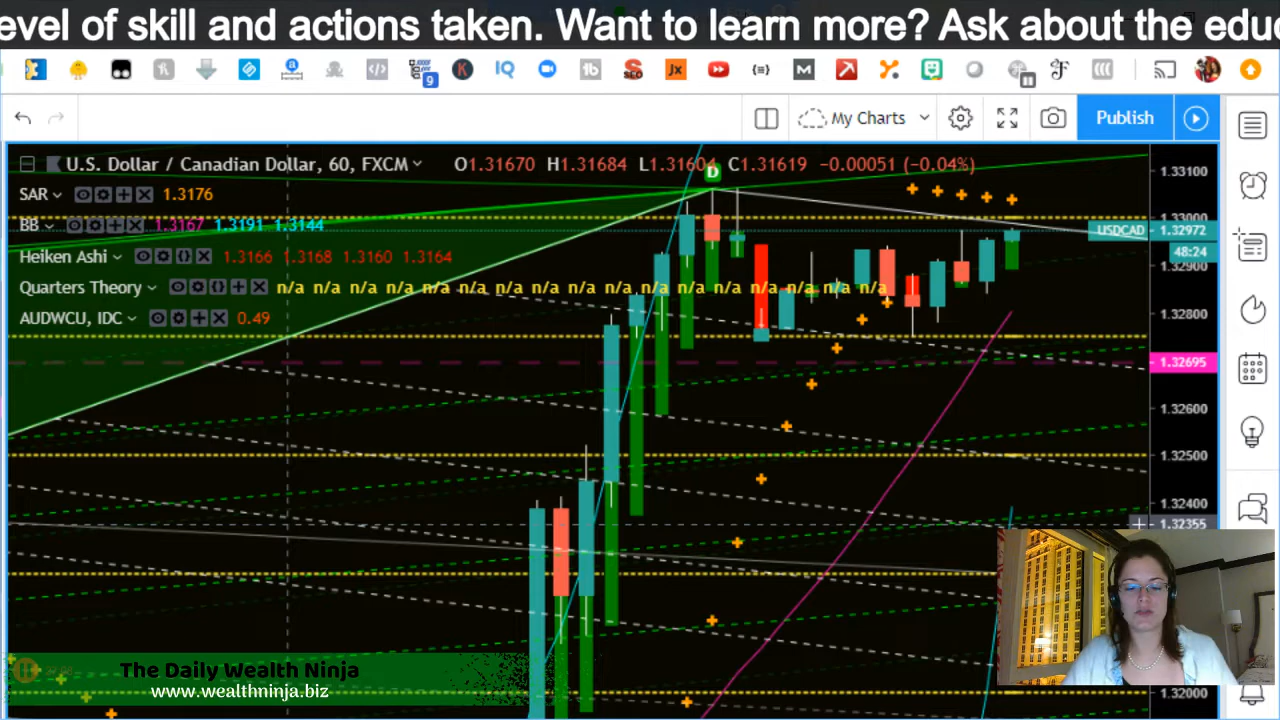 evel of skill and actions taken. Want to learn more? Ask about the educ
9
My Charts
Publish
U.S. Dollar / Canadian Dollar, 60, FXCM O1.31670 H1.31684 L1.31604 C1.31619 −0.00051 (−0.04%)
D
1.33100
SAR 1.3176
1.33000
BB 1.3167 1.3191 1.3144
USDCAD 1.32972
48:24
Heiken Ashi 1.3166 1.3168 1.3160 1.3164
1.32900
Quarters Theory n/a n/a n/a n/a n/a n/a n/a n/a n/a n/a n/a n/a n/a n/a n/a n/a n/a
1.32800
AUDWCU, IDC 0.49
1.32695
1.32600
1.32500
1.32400
1.32355
The Daily Wealth Ninja
www.wealthninja.biz
1.32000